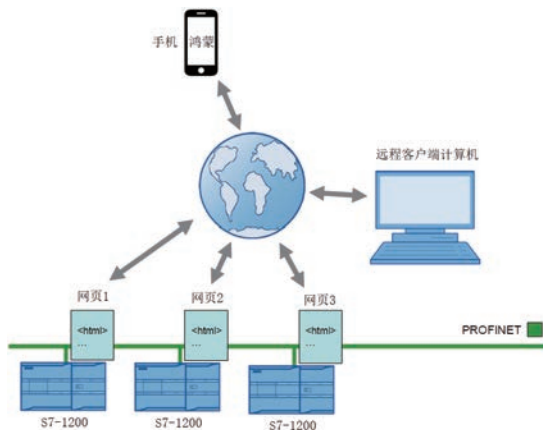 手机
鸿蒙
远程客户端计算机
网页1
网页2
网页3
<html>
...
<html>
...
<html>
...
PROFINET
S7-1200
S7-1200
S7-1200